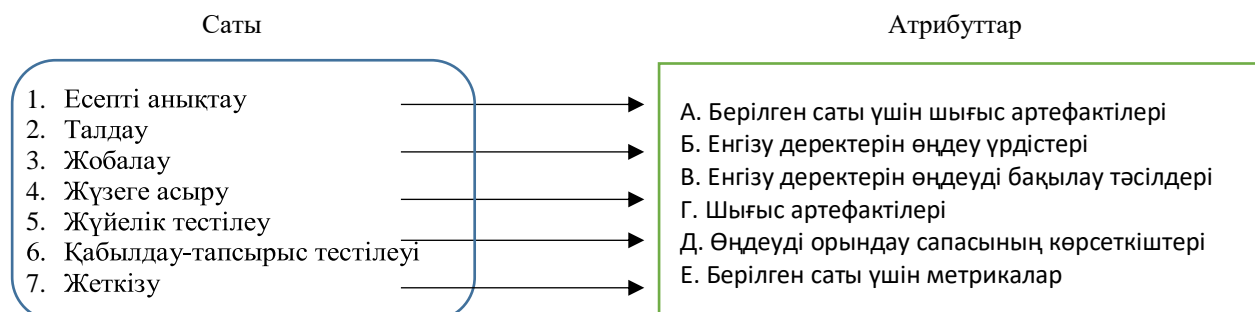 Саты
Атрибуттар
1. Есепті анықтау
2. Талдау
3. Жобалау
4. Жүзеге асыру
5. Жүйелік тестілеу
6. Қабылдау-тапсырыс тестілеуі
7. Жеткізу
А. Берілген саты үшін шығыс артефактілері
Б. Енгізу деректерін өңдеу үрдістері
В. Енгізу деректерін өңдеуді бақылау тәсілдері
Г. Шығыс артефактілері
Д. Өңдеуді орындау сапасының көрсеткіштері
Е. Берілген саты үшін метрикалар